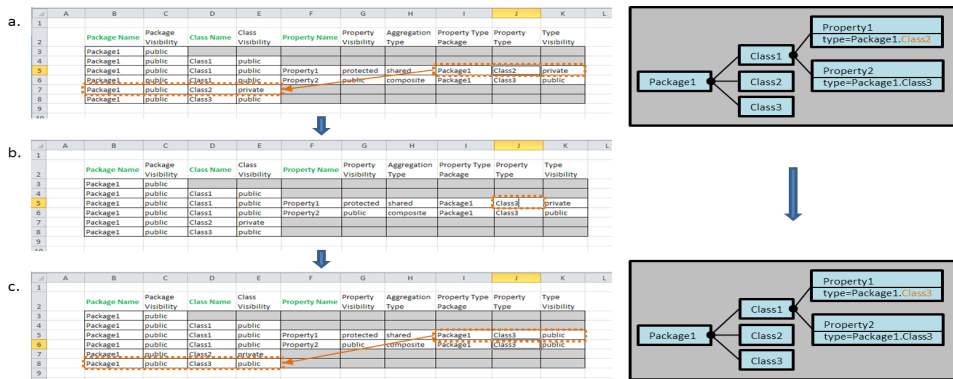 a.
A B C D E F G H I J K L
1
2 Package Name Package Visibility Class Name Class Visibility Property Name Property Visibility Aggregation Type Property Type Package Property Type Type Visibility
3 Package1 public
4 Package1 public Class1 public
5 Package1 public Class1 public Property1 protected shared Package1 Class2 private
6 Package1 public Class1 public Property2 public composite Package1 Class3 public
7 Package1 public Class2 private
8 Package1 public Class3 public
9
Property1
type=Package1.Class2
Class1
Property2
type=Package1.Class3
Package1
Class2
Class3
b.
A B C D E F G H I J K L
1
2 Package Name Package Visibility Class Name Class Visibility Property Name Property Visibility Aggregation Type Property Type Package Property Type Type Visibility
3 Package1 public
4 Package1 public Class1 public
5 Package1 public Class1 public Property1 protected shared Package1 Class3 private
6 Package1 public Class1 public Property2 public composite Package1 Class3 public
7 Package1 public Class2 private
8 Package1 public Class3 public
9
c.
A B C D E F G H I J K L
1
2 Package Name Package Visibility Class Name Class Visibility Property Name Property Visibility Aggregation Type Property Type Package Property Type Type Visibility
3 Package1 public
4 Package1 public Class1 public
5 Package1 public Class1 public Property1 protected shared Package1 Class3 public
6 Package1 public Class1 public Property2 public composite Package1 Class3 public
7 Package1 public Class2 private
8 Package1 public Class3 public
9
Property1
type=Package1.Class3
Class1
Property2
type=Package1.Class3
Package1
Class2
Class3